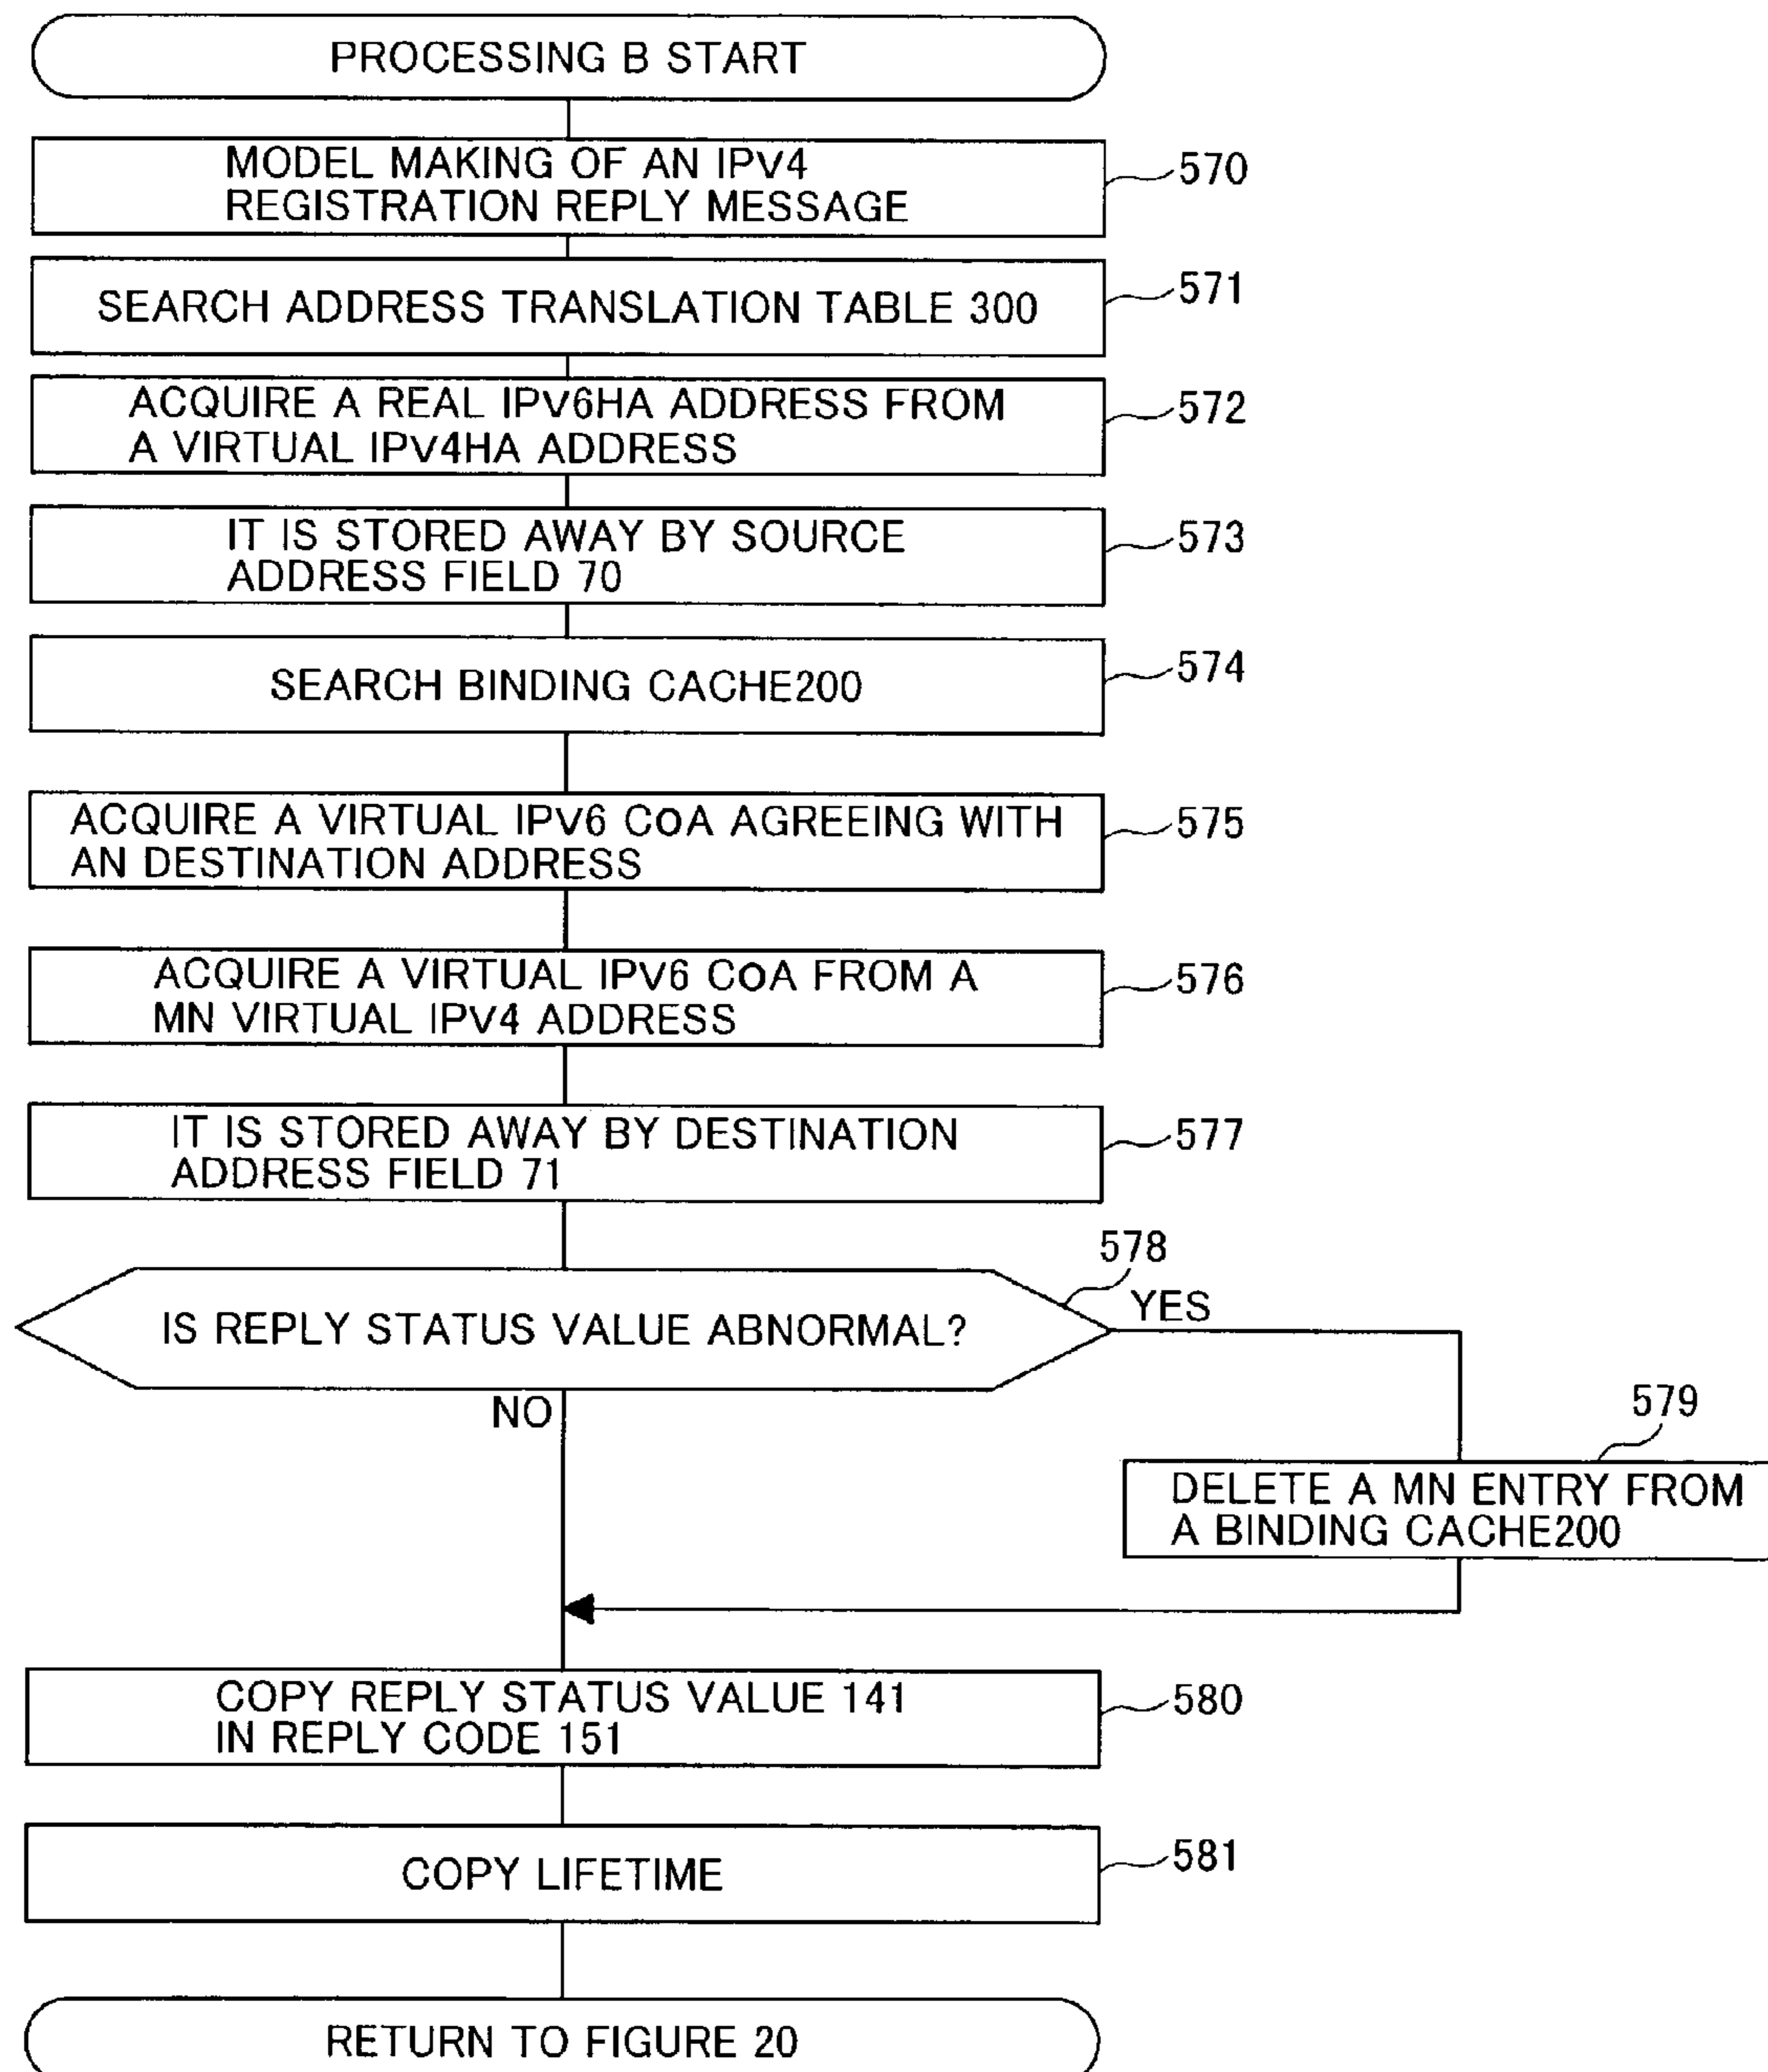 PROCESSING B START
MODEL MAKING OF AN IPV4
REGISTRATION REPLY MESSAGE
570
SEARCH ADDRESS TRANSLATION TABLE 300
571
ACQUIRE A REAL IPV6HA ADDRESS FROM
A VIRTUAL IPV4HA ADDRESS
572
IT IS STORED AWAY BY SOURCE
ADDRESS FIELD 70
573
SEARCH BINDING CACHE200
574
ACQUIRE A VIRTUAL IPV6 COA AGREEING WITH
AN DESTINATION ADDRESS
575
ACQUIRE A VIRTUAL IPV6 COA FROM A
MN VIRTUAL IPV4 ADDRESS
576
IT IS STORED AWAY BY DESTINATION
ADDRESS FIELD 71
577
578
IS REPLY STATUS VALUE ABNORMAL?
YES
NO
579
DELETE A MN ENTRY FROM
A BINDING CACHE200
COPY REPLY STATUS VALUE 141
IN REPLY CODE 151
580
COPY LIFETIME
581
RETURN TO FIGURE 20